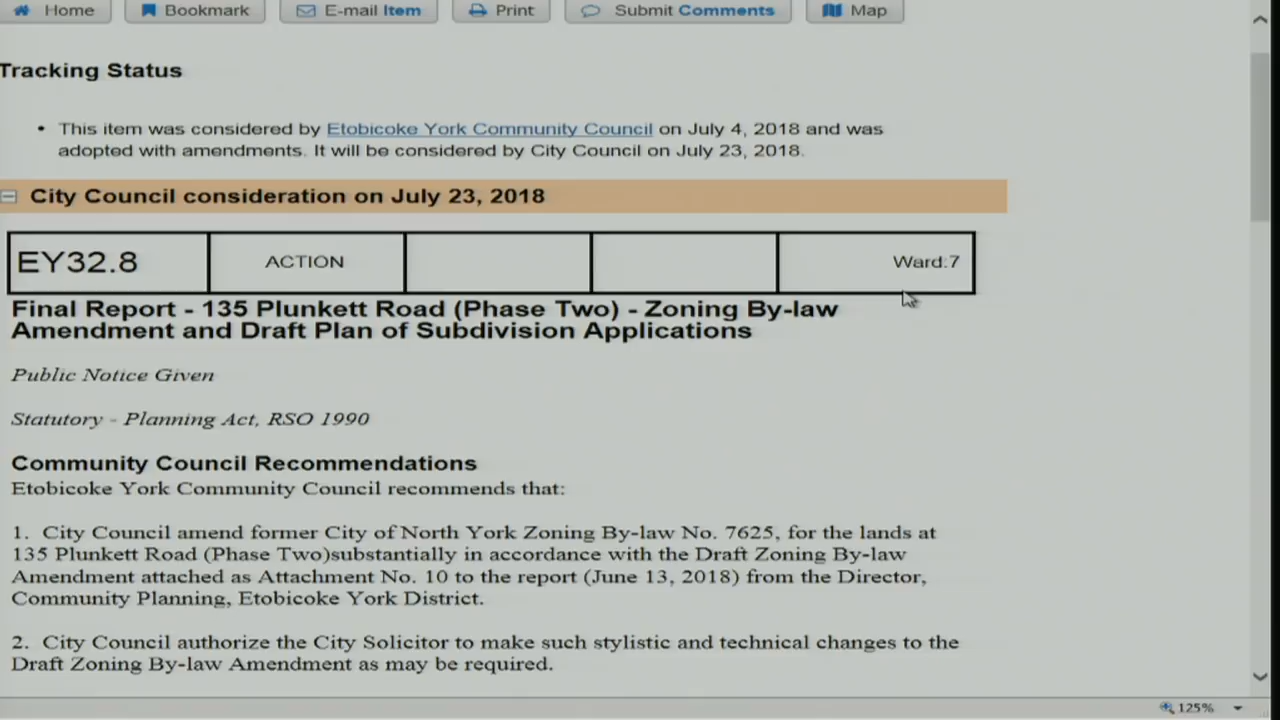 Home Bookmark E-mail Item Print Submit Comments Map
Tracking Status
• This item was considered by Etobicoke York Community Council on July 4, 2018 and was
adopted with amendments. It will be considered by City Council on July 23, 2018.
City Council consideration on July 23, 2018
EY32.8 ACTION Ward:7
Final Report - 135 Plunkett Road (Phase Two) - Zoning By-law
Amendment and Draft Plan of Subdivision Applications
Public Notice Given
Statutory - Planning Act, RSO 1990
Community Council Recommendations
Etobicoke York Community Council recommends that:
1. City Council amend former City of North York Zoning By-law No. 7625, for the lands at
135 Plunkett Road (Phase Two)substantially in accordance with the Draft Zoning By-law
Amendment attached as Attachment No. 10 to the report (June 13, 2018) from the Director,
Community Planning, Etobicoke York District.
2. City Council authorize the City Solicitor to make such stylistic and technical changes to the
Draft Zoning By-law Amendment as may be required.
125%